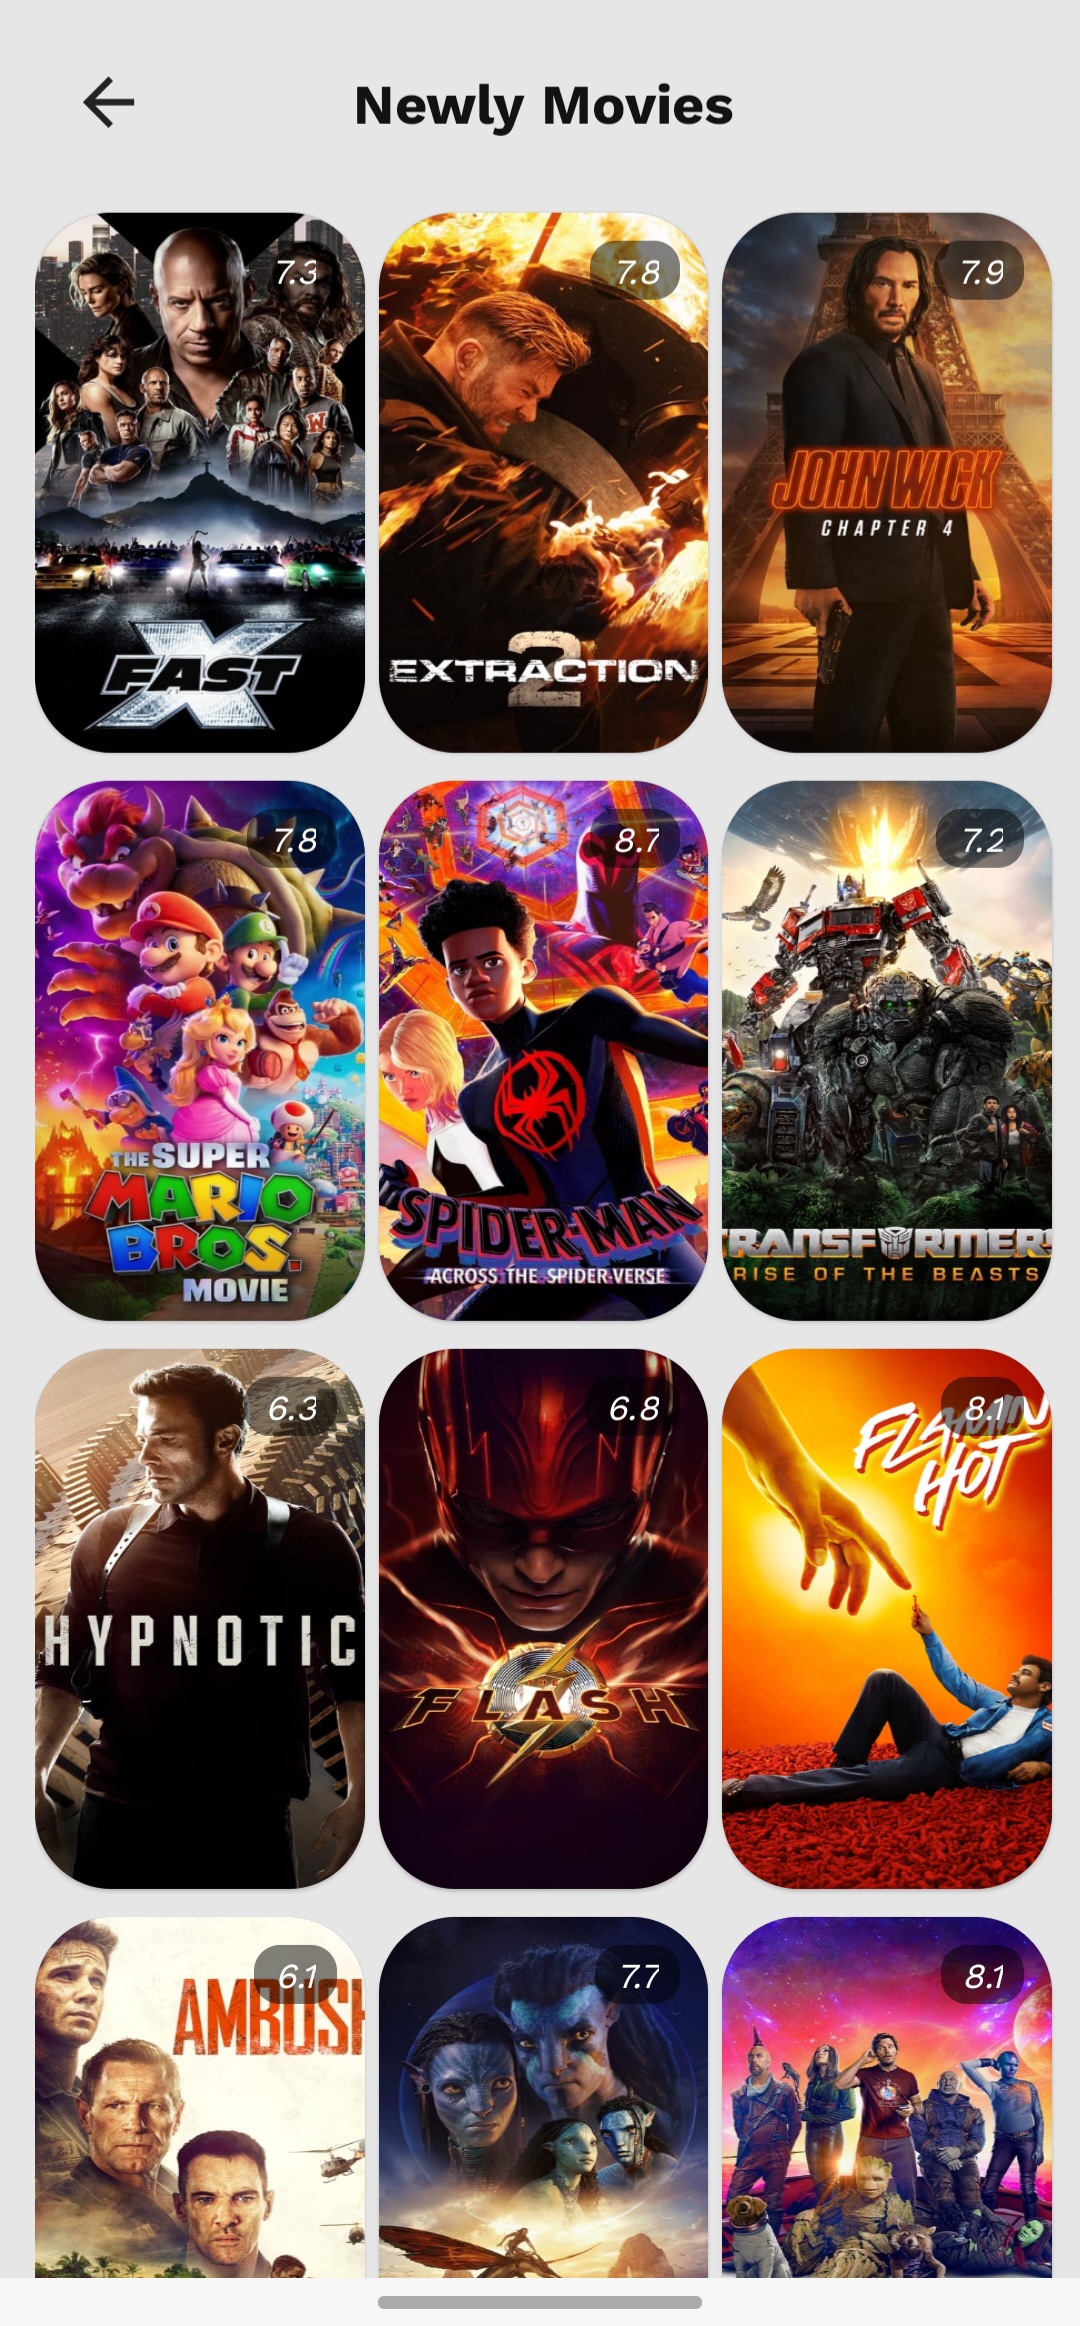 Newly Movies
7.3
FAST X
7.8
EXTRACTION
2
7.9
JOHN WICK
CHAPTER 4
7.8
THE SUPER
MARIO
BROS.
MOVIE
8.7
SPIDER-MAN
ACROSS THE SPIDER-VERSE
7.2
TRANSFORMERS
RISE OF THE BEASTS
6.3
HYPNOTIC
6.8
THE
FLASH
8.1
FLAMIN
HOT
6.1
AMBUSH
7.7
8.1